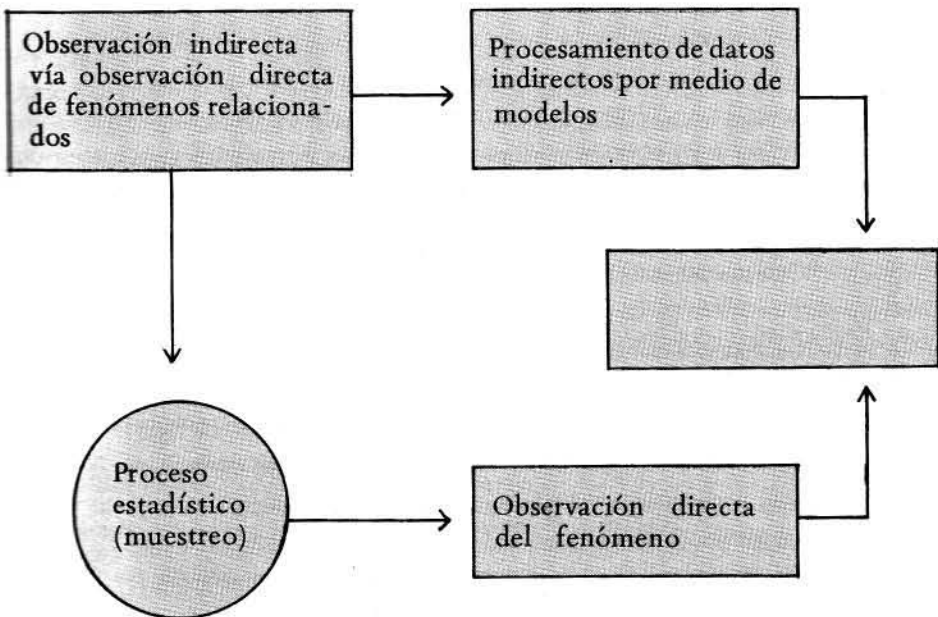 Observación indirecta
vía observación directa
de fenómenos relaciona-
dos
Procesamiento de datos
indirectos por medio de
modelos
Proceso
estadístico
(muestreo)
Observación directa
del fenómeno